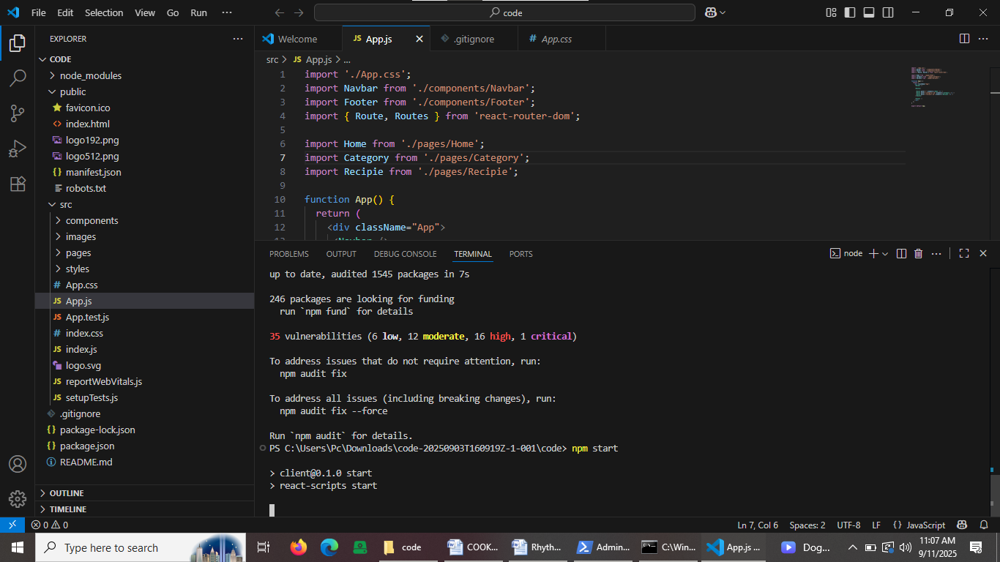 File Edit Selection View Go Run ···
code
EXPLORER ···
CODE
node_modules
public
favicon.ico
index.html
logo192.png
logo512.png
manifest.json
robots.txt
src
components
images
pages
styles
App.css
App.js
App.test.js
index.css
index.js
logo.svg
reportWebVitals.js
setupTests.js
.gitignore
package-lock.json
package.json
README.md
OUTLINE
TIMELINE
Welcome App.js .gitignore App.css
src > JS App.js > ...
1 import './App.css';
2 import Navbar from './components/Navbar';
3 import Footer from './components/Footer';
4 import { Route, Routes } from 'react-router-dom';
5
6 import Home from './pages/Home';
7 import Category from './pages/Category';
8 import Recipie from './pages/Recipie';
9
10 function App() {
11 return (
12 <div className="App">
13 <Navbar />
PROBLEMS OUTPUT DEBUG CONSOLE TERMINAL PORTS
node
up to date, audited 1545 packages in 7s
246 packages are looking for funding
run `npm fund` for details
35 vulnerabilities (6 low, 12 moderate, 16 high, 1 critical)
To address issues that do not require attention, run:
npm audit fix
To address all issues (including breaking changes), run:
npm audit fix --force
Run `npm audit` for details.
PS C:\Users\Pc\Downloads\code-20250903T160919Z-1-001\code> npm start
> client@0.1.0 start
> react-scripts start
0 0
Ln 7, Col 6 Spaces: 2 UTF-8 LF {} JavaScript
Type here to search
code
COOK...
Rhyth...
Admin...
C:\Win...
App.js ...
Dog...
11:07 AM
9/11/2025